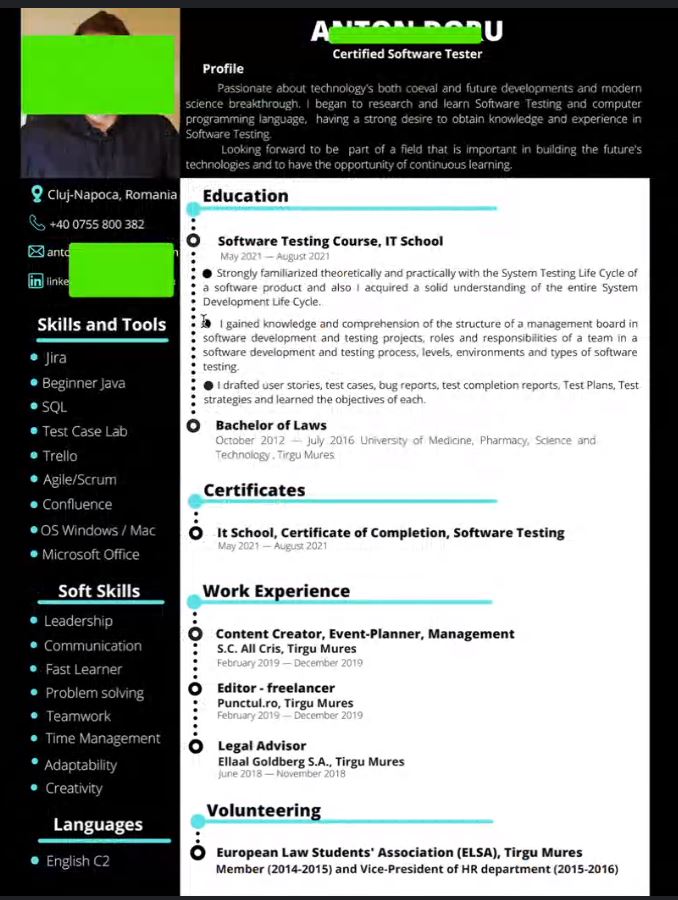 Certified Software Tester
Profile
Passionate about technology's both coeval and future developments and modern
science breakthrough. I began to research and learn Software Testing and computer
programming language, having a strong desire to obtain knowledge and experience in
Software Testing.
Looking forward to be part of a field that is important in building the future's
technologies and to have the opportunity of continuous learning.
Cluj-Napoca, Romania
+40 0755 800 382
Skills and Tools
Jira
Beginner Java
SQL
Test Case Lab
Trello
Agile/Scrum
Confluence
OS Windows / Mac
Microsoft Office
Soft Skills
Leadership
Communication
Fast Learner
Problem solving
Teamwork
Time Management
Adaptability
Creativity
Languages
English C2
Education
Software Testing Course, IT School
May 2021 — August 2021
● Strongly familiarized theoretically and practically with the System Testing Life Cycle of
a software product and also I acquired a solid understanding of the entire System
Development Life Cycle.
● I gained knowledge and comprehension of the structure of a management board in
software development and testing projects, roles and responsibilities of a team in a
software development and testing process, levels, environments and types of software
testing.
● I drafted user stories, test cases, bug reports, test completion reports, Test Plans, Test
strategies and learned the objectives of each.
Bachelor of Laws
October 2012 — July 2016 University of Medicine, Pharmacy, Science and
Technology , Tirgu Mures
Certificates
It School, Certificate of Completion, Software Testing
May 2021 — August 2021
Work Experience
Content Creator, Event-Planner, Management
S.C. All Cris, Tirgu Mures
February 2019 — December 2019
Editor - freelancer
Punctul.ro, Tirgu Mures
February 2019 — December 2019
Legal Advisor
Ellaal Goldberg S.A., Tirgu Mures
June 2018 — November 2018
Volunteering
European Law Students' Association (ELSA), Tirgu Mures
Member (2014-2015) and Vice-President of HR department (2015-2016)